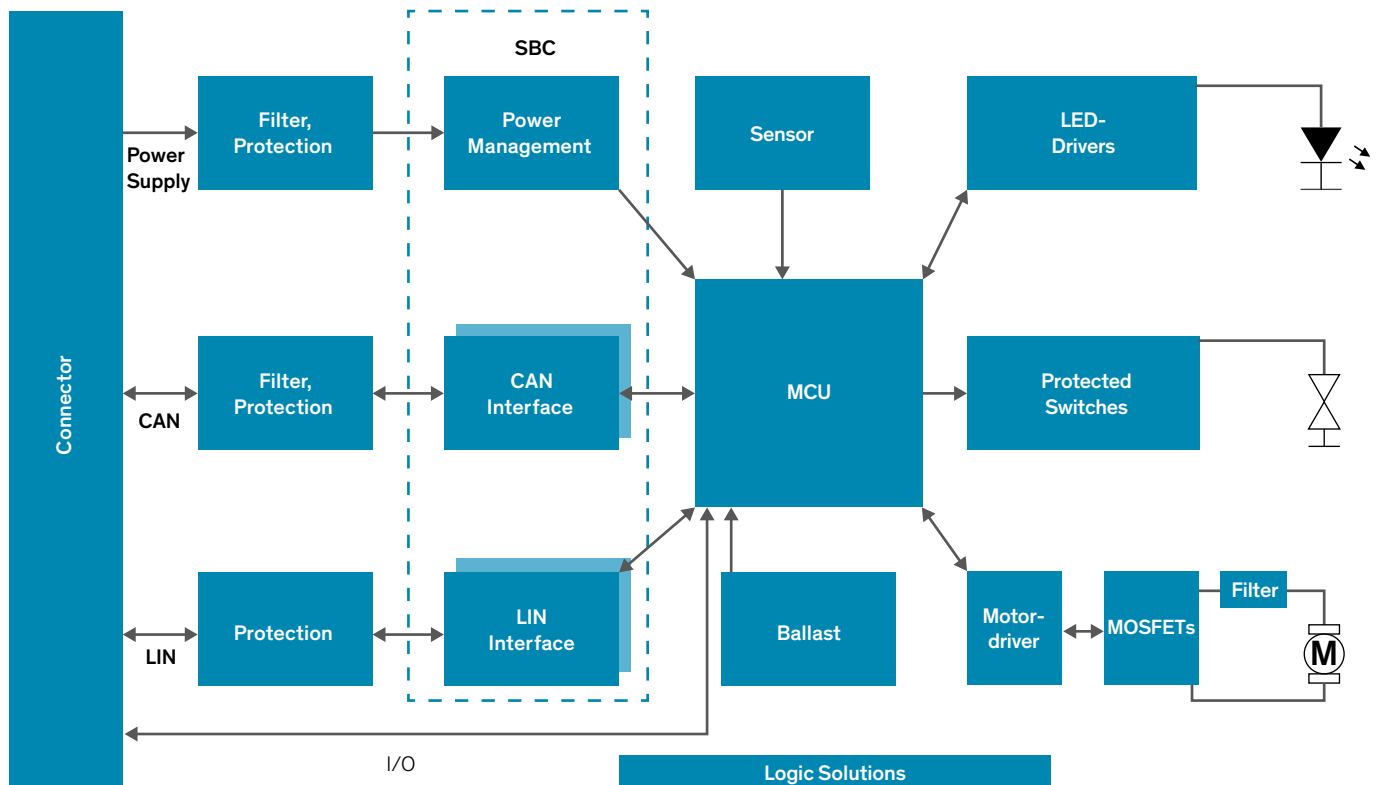 SBC
Filter,
Protection
Power
Management
Sensor
LED-
Drivers
Power
Supply
Connector
Filter,
Protection
CAN
Interface
MCU
Protected
Switches
CAN
Protection
LIN
Interface
Ballast
Motor-
driver
MOSFETs
Filter
M
LIN
I/O
Logic Solutions